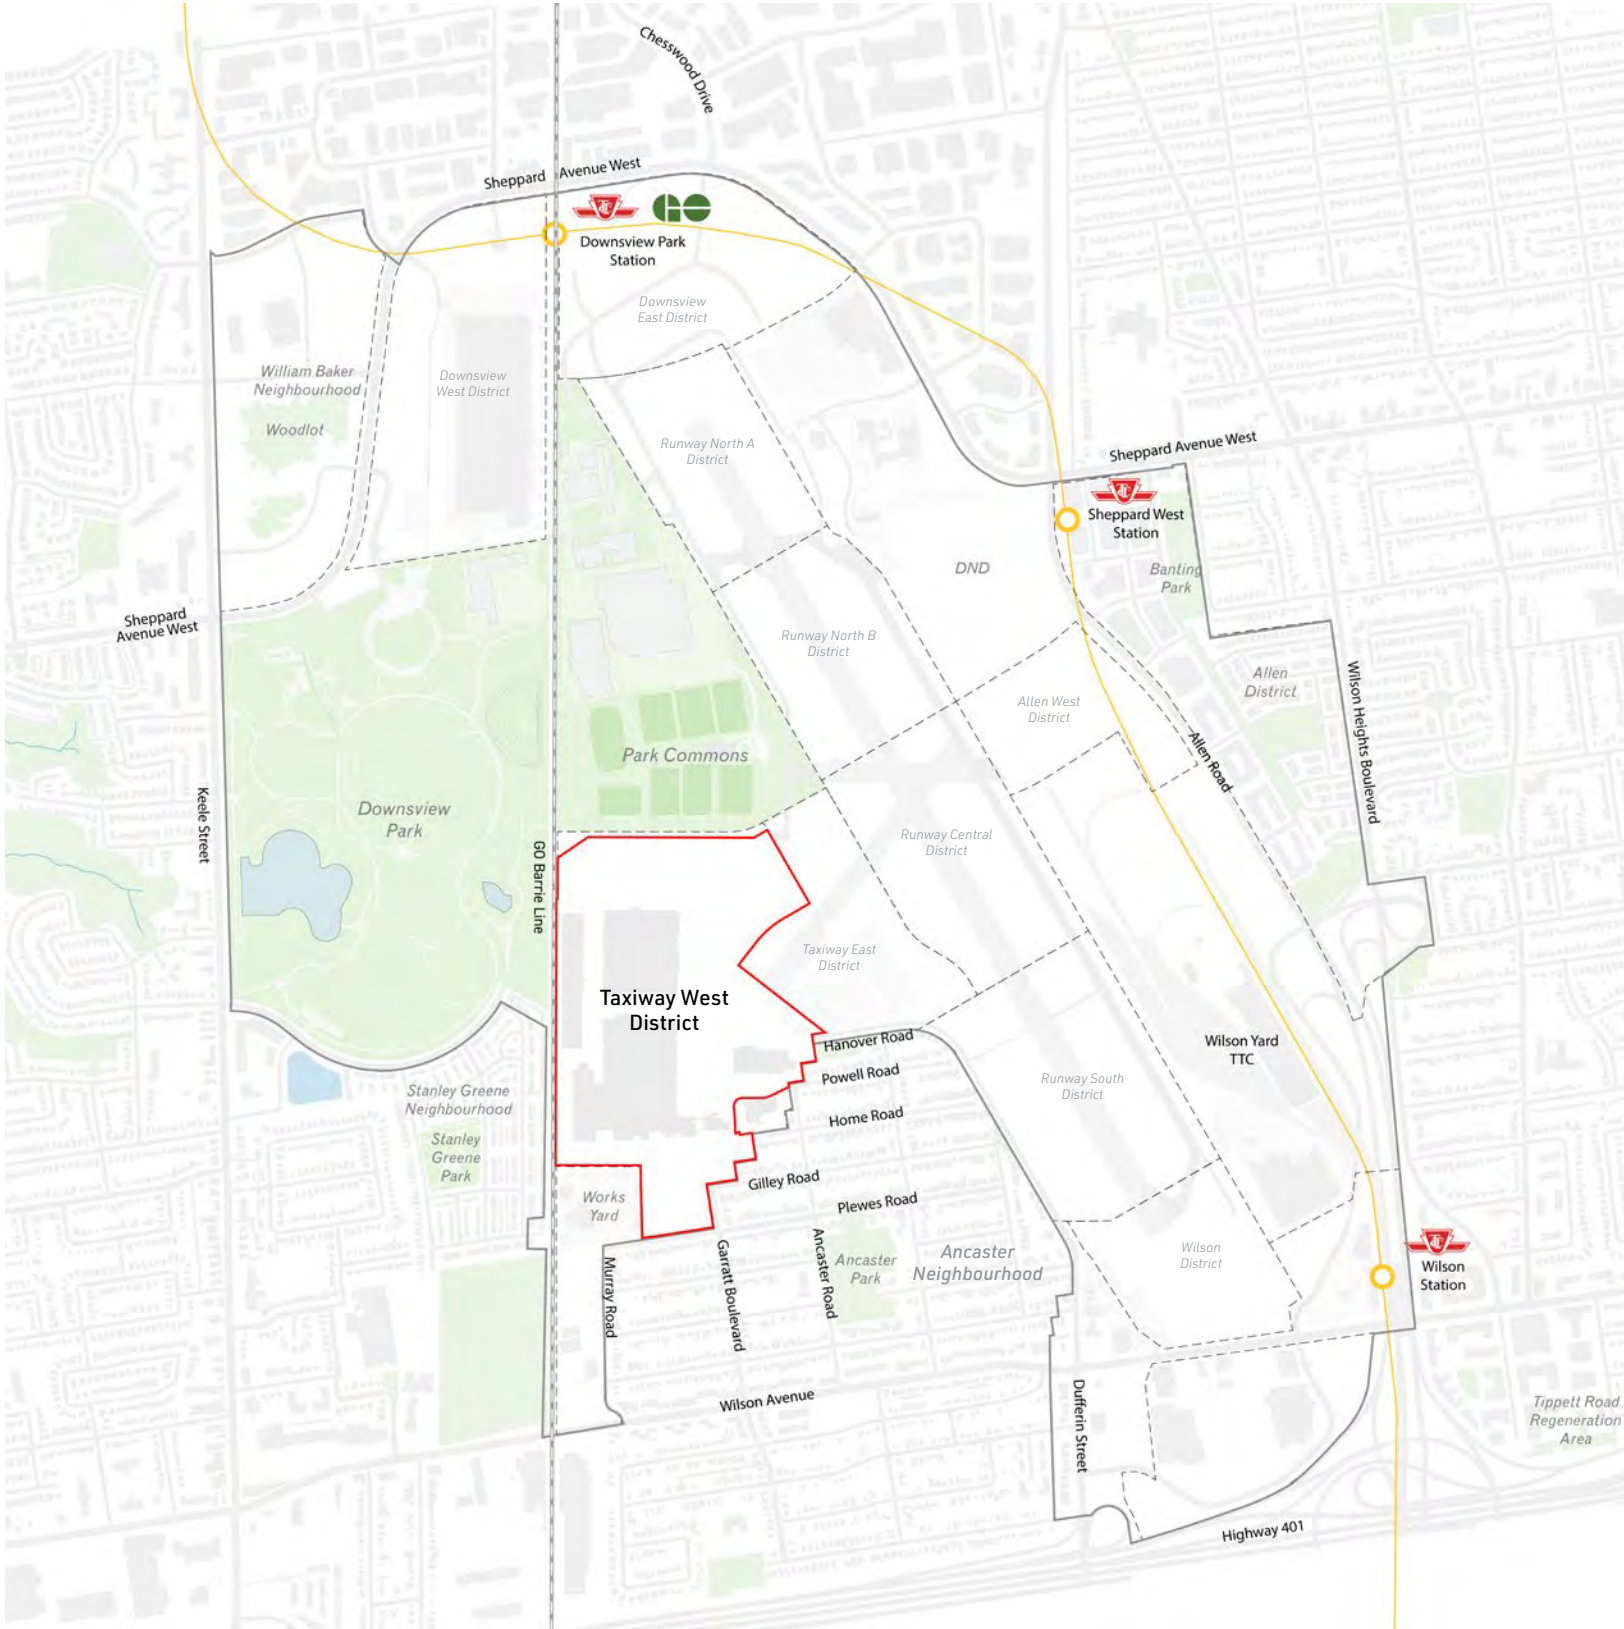 Chesswood Drive
Sheppard Avenue West
TTC
GO
Downsview Park
Station
Downsview
East District
William Baker
Neighbourhood
Woodlot
Downsview
West District
Runway North A
District
Sheppard Avenue West
TTC
Sheppard West
Station
DND
Banting
Park
Sheppard
Avenue West
Runway North B
District
Allen
District
Wilson Heights Boulevard
Allen West
District
Allen Road
Park Commons
Keele Street
Downsview
Park
GO Barrie Line
Runway Central
District
Taxiway East
District
Taxiway West
District
Hanover Road
Wilson Yard
TTC
Powell Road
Runway South
District
Stanley Greene
Neighbourhood
Home Road
Stanley
Greene
Park
Gilley Road
Works
Yard
Plewes Road
Garratt Boulevard
Ancaster Road
Murray Road
Ancaster
Park
Ancaster
Neighbourhood
Wilson
District
TTC
Wilson
Station
Wilson Avenue
Dufferin Street
Tippett Road
Regeneration
Area
Highway 401